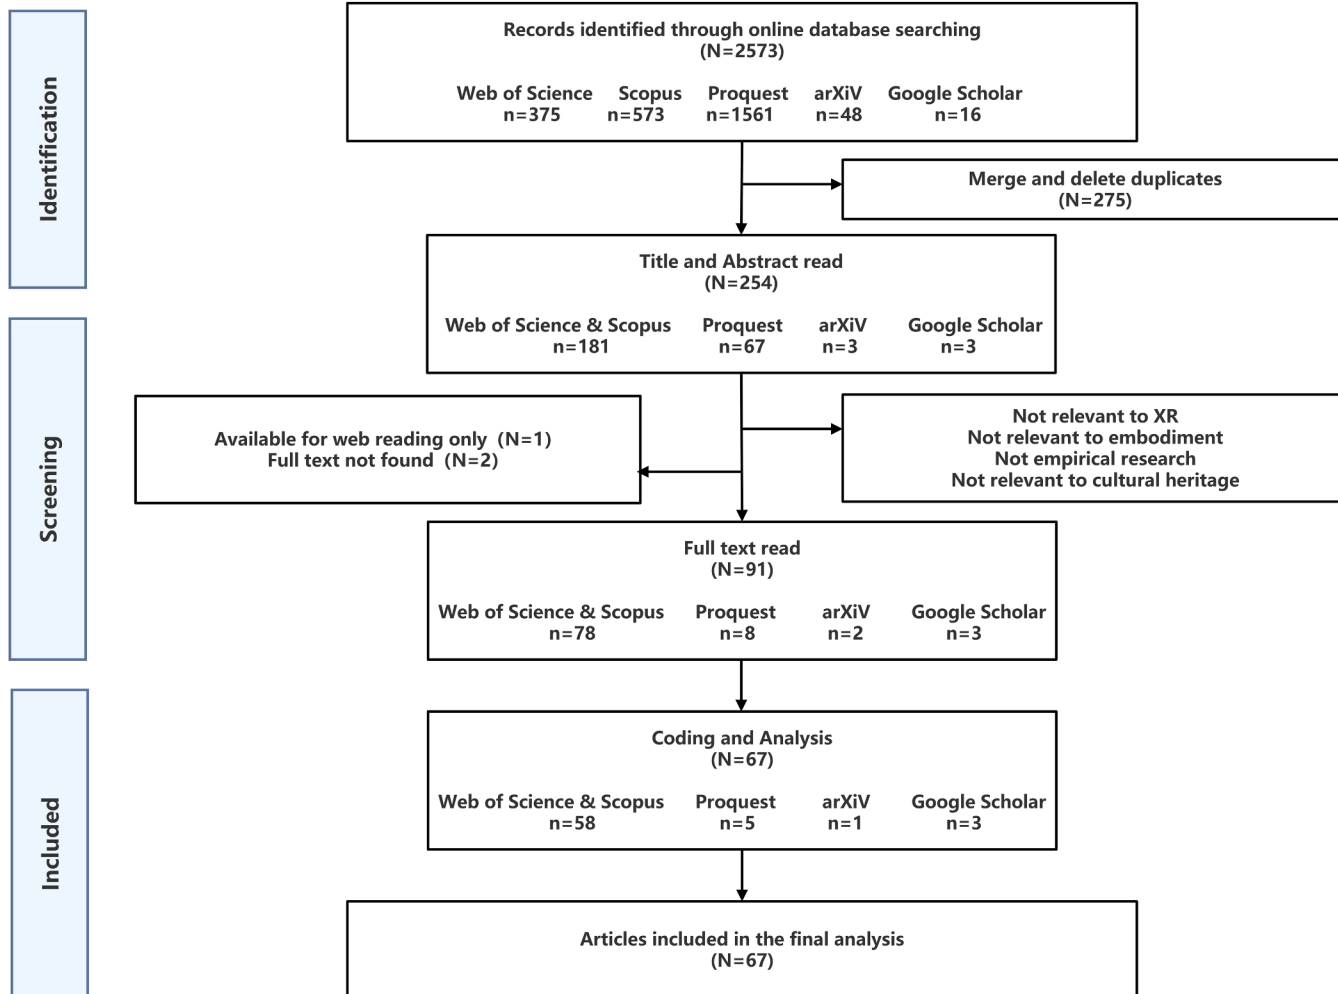 Identification
Records identified through online database searching
(N=2573)
Web of Science Scopus Proquest arXiV Google Scholar
n=375 n=573 n=1561 n=48 n=16
Merge and delete duplicates
(N=275)
Title and Abstract read
(N=254)
Web of Science & Scopus Proquest arXiV Google Scholar
n=181 n=67 n=3 n=3
Screening
Available for web reading only (N=1)
Full text not found (N=2)
Not relevant to XR
Not relevant to embodiment
Not empirical research
Not relevant to cultural heritage
Full text read
(N=91)
Web of Science & Scopus Proquest arXiV Google Scholar
n=78 n=8 n=2 n=3
Included
Coding and Analysis
(N=67)
Web of Science & Scopus Proquest arXiV Google Scholar
n=58 n=5 n=1 n=3
Articles included in the final analysis
(N=67)